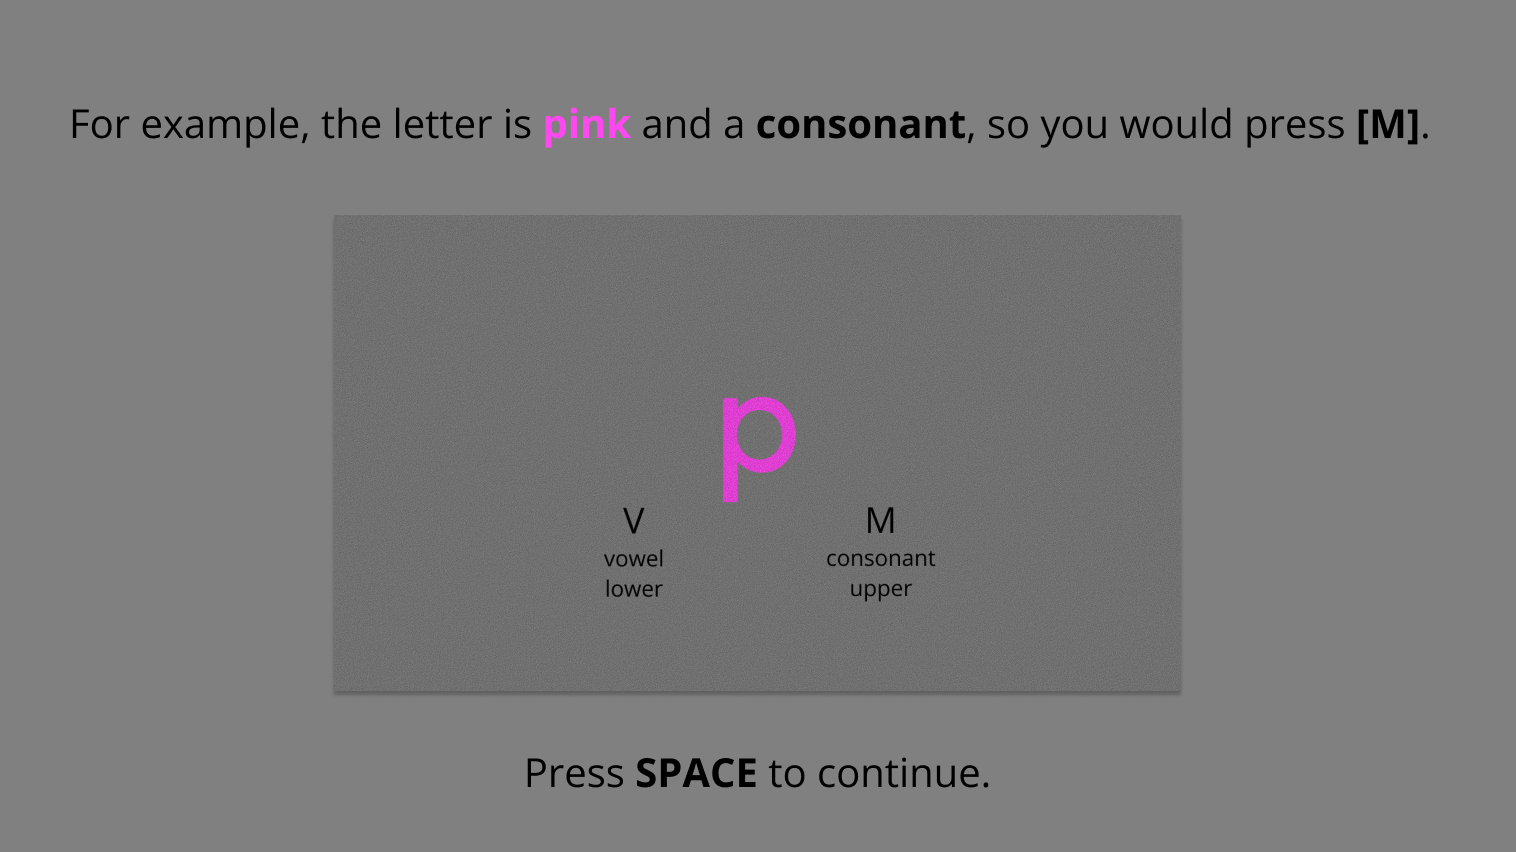 For example, the letter is pink and a consonant, so you would press [M].
p
V M
vowel consonant
lower upper
Press SPACE to continue.